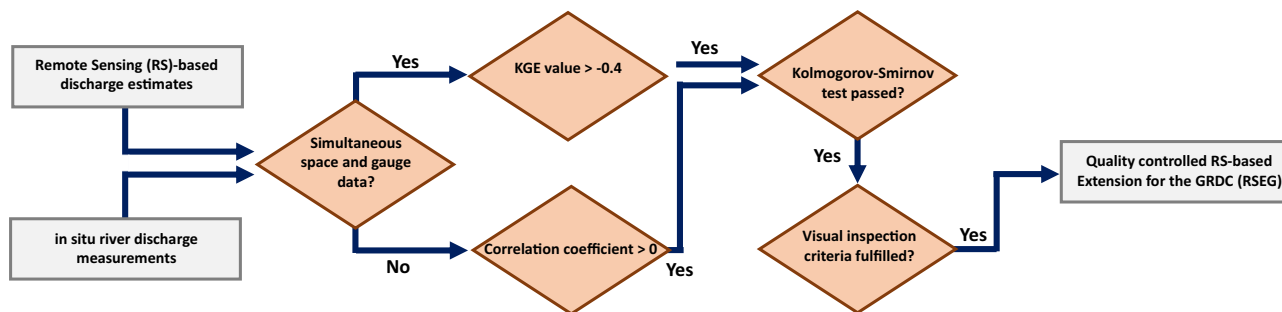 Remote Sensing (RS)-based
discharge estimates
in situ river discharge
measurements
Simultaneous
space and gauge
data?
Yes
No
KGE value > -0.4
Correlation coefficient > 0
Yes
Yes
Kolmogorov-Smirnov
test passed?
Yes
Visual inspection
criteria fulfilled?
Yes
Quality controlled RS-based
Extension for the GRDC (RSEG)